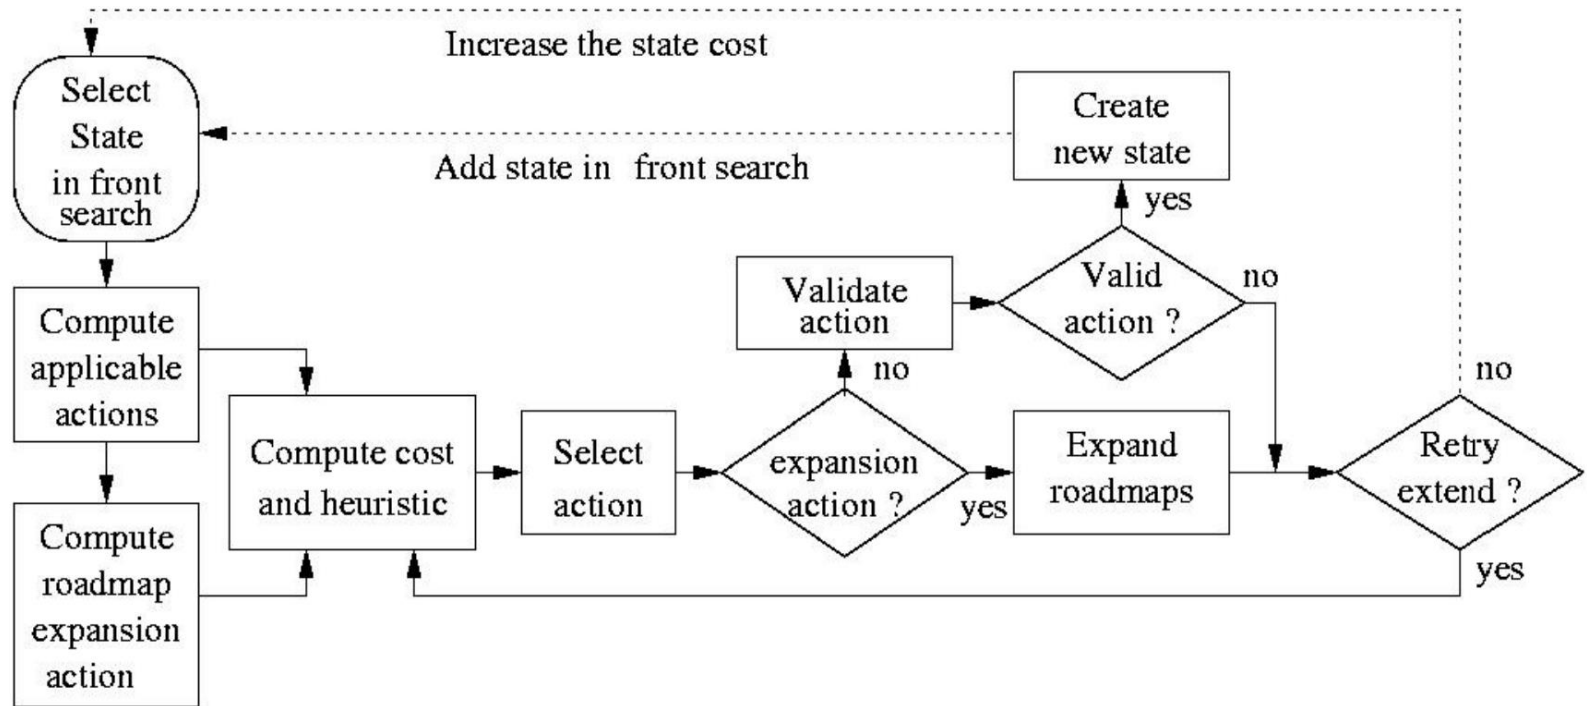 Increase the state cost
Select
State
in front
search
Create
new state
Add state in front search
yes
Validate
action
Valid
action ?
no
Compute
applicable
actions
no
no
Compute cost
and heuristic
Select
action
expansion
action ?
yes
Expand
roadmaps
Retry
extend ?
yes
Compute
roadmap
expansion
action